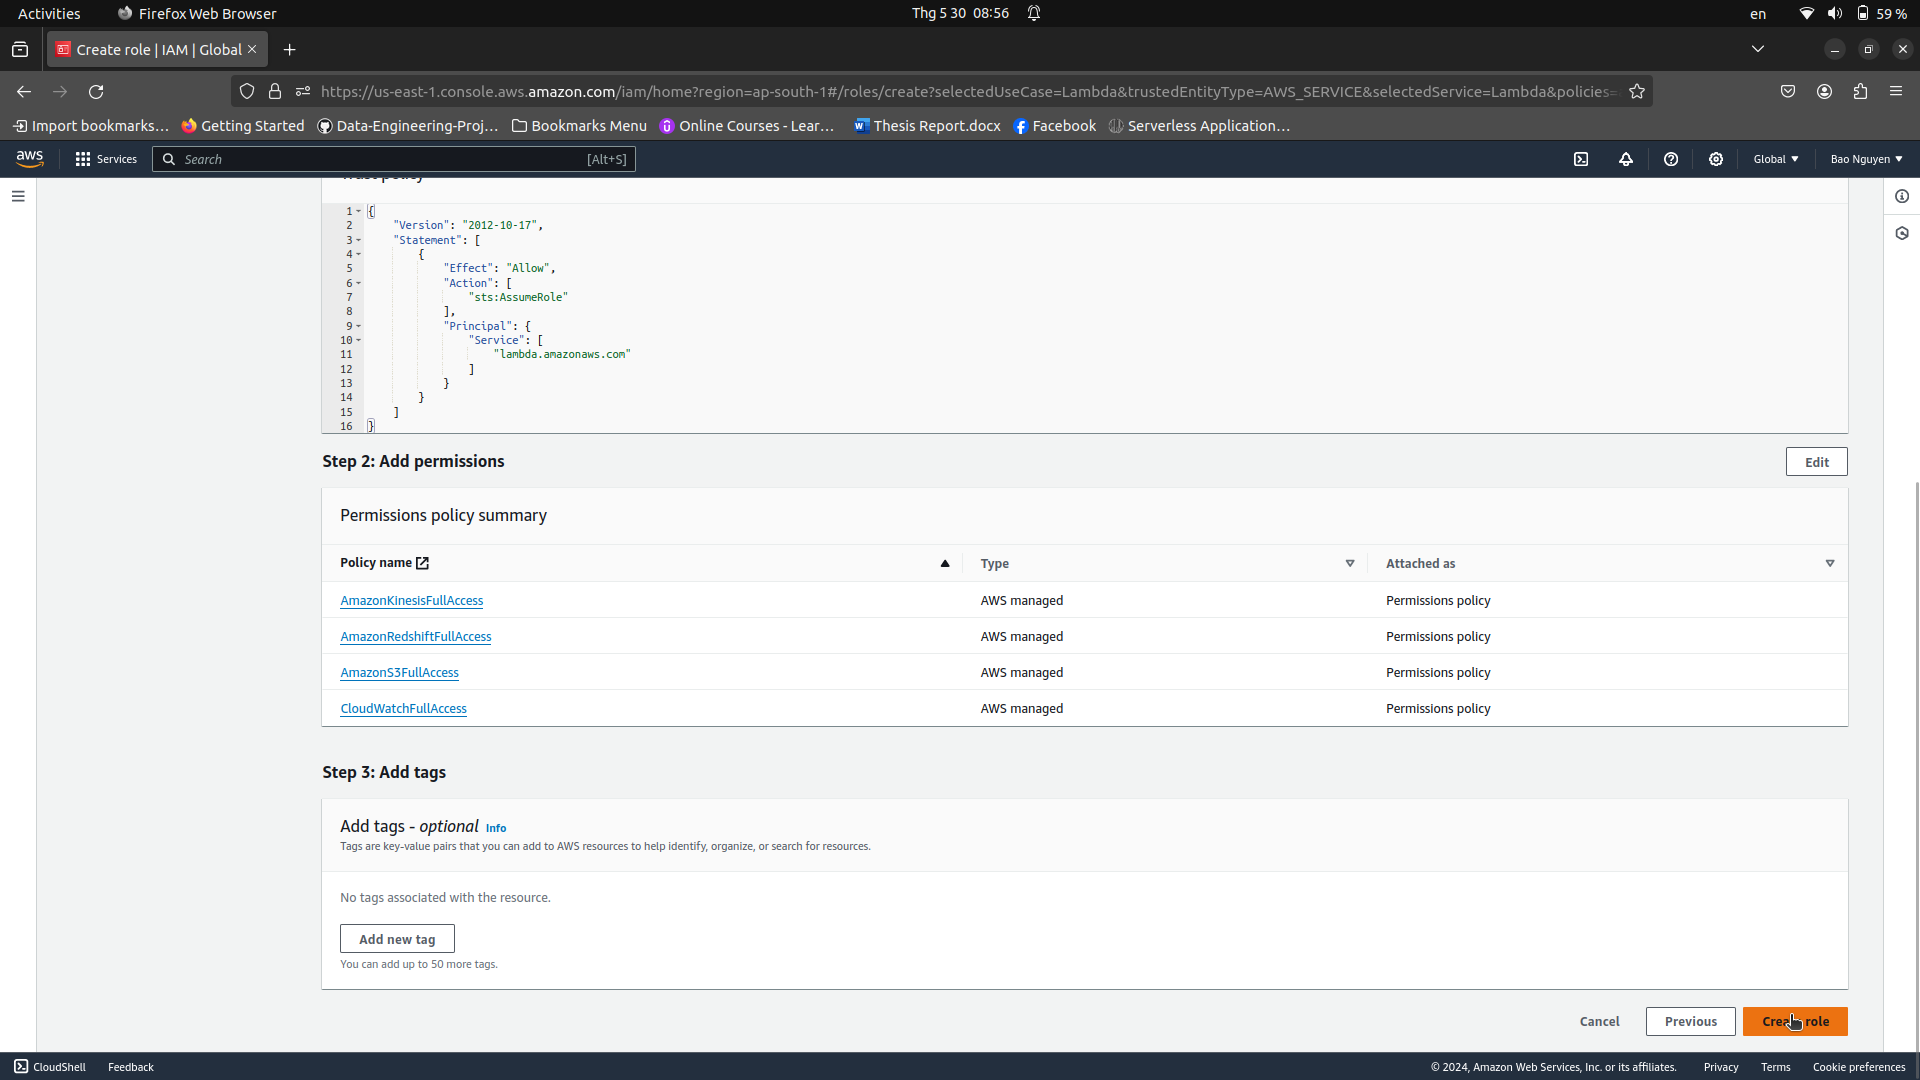 Activities Firefox Web Browser Thg 5 30 08:56 en 59 %
Create role | IAM | Global
https://us-east-1.console.aws.amazon.com/iam/home?region=ap-south-1#/roles/create?selectedUseCase=Lambda&trustedEntityType=AWS_SERVICE&selectedService=Lambda&policies=
Import bookmarks... Getting Started Data-Engineering-Proj... Bookmarks Menu Online Courses - Lear... Thesis Report.docx Facebook Serverless Application...
aws Services Search [Alt+S] Global Bao Nguyen
1 {
2 "Version": "2012-10-17",
3 "Statement": [
4 {
5 "Effect": "Allow",
6 "Action": [
7 "sts:AssumeRole"
8 ],
9 "Principal": {
10 "Service": [
11 "lambda.amazonaws.com"
12 ]
13 }
14 }
15 ]
16 }
Step 2: Add permissions Edit
Permissions policy summary
Policy name Type Attached as
AmazonKinesisFullAccess AWS managed Permissions policy
AmazonRedshiftFullAccess AWS managed Permissions policy
AmazonS3FullAccess AWS managed Permissions policy
CloudWatchFullAccess AWS managed Permissions policy
Step 3: Add tags
Add tags - optional Info
Tags are key-value pairs that you can add to AWS resources to help identify, organize, or search for resources.
No tags associated with the resource.
Add new tag
You can add up to 50 more tags.
Cancel Previous Create role
CloudShell Feedback © 2024, Amazon Web Services, Inc. or its affiliates. Privacy Terms Cookie preferences